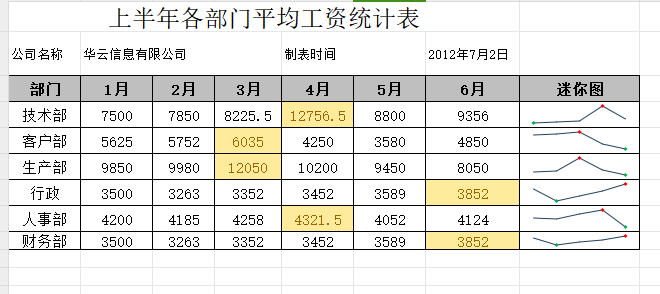 上半年各部门平均工资统计表
公司名称 华云信息有限公司 制表时间 2012年7月2日
部门 1月 2月 3月 4月 5月 6月 迷你图
技术部 7500 7850 8225.5 12756.5 8800 9356
客户部 5625 5752 6035 4250 3580 4850
生产部 9850 9980 12050 10200 9450 8050
行政 3500 3263 3352 3452 3589 3852
人事部 4200 4185 4258 4321.5 4052 4124
财务部 3500 3263 3352 3452 3589 3852